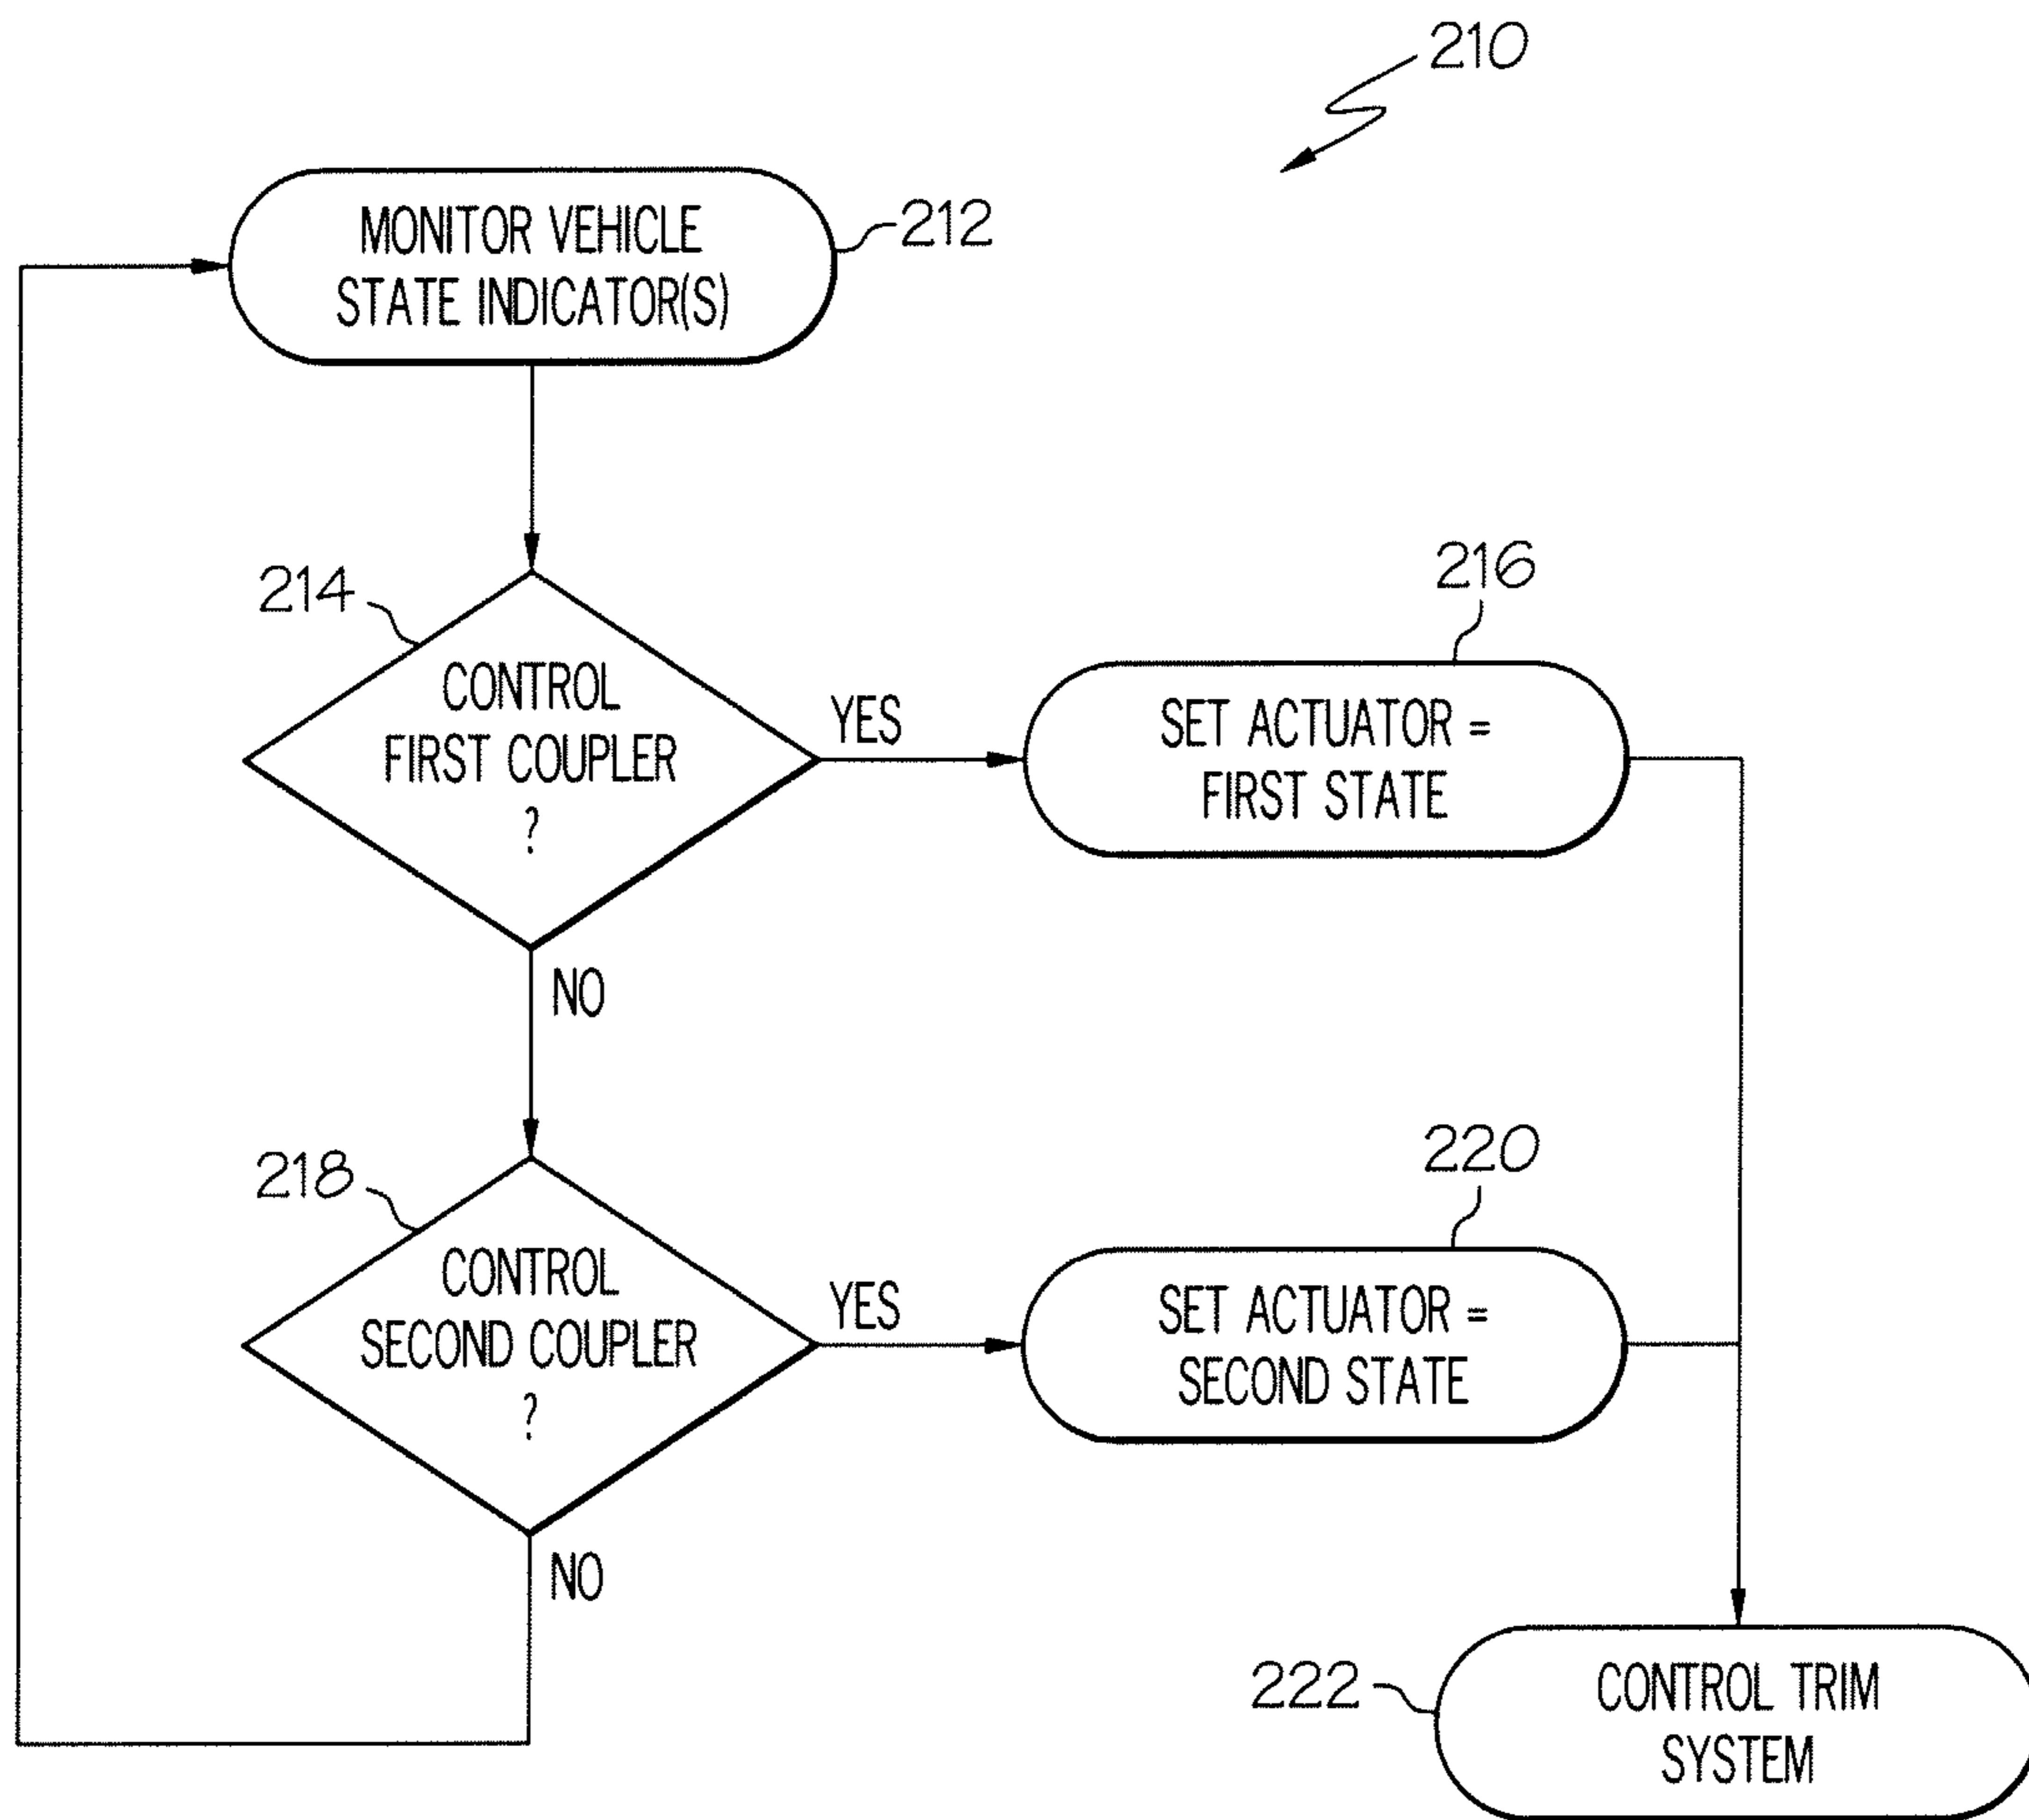 210
MONITOR VEHICLE
STATE INDICATOR(S)
212
214
CONTROL
FIRST COUPLER
?
YES
216
SET ACTUATOR =
FIRST STATE
NO
218
CONTROL
SECOND COUPLER
?
YES
220
SET ACTUATOR =
SECOND STATE
NO
222
CONTROL TRIM
SYSTEM